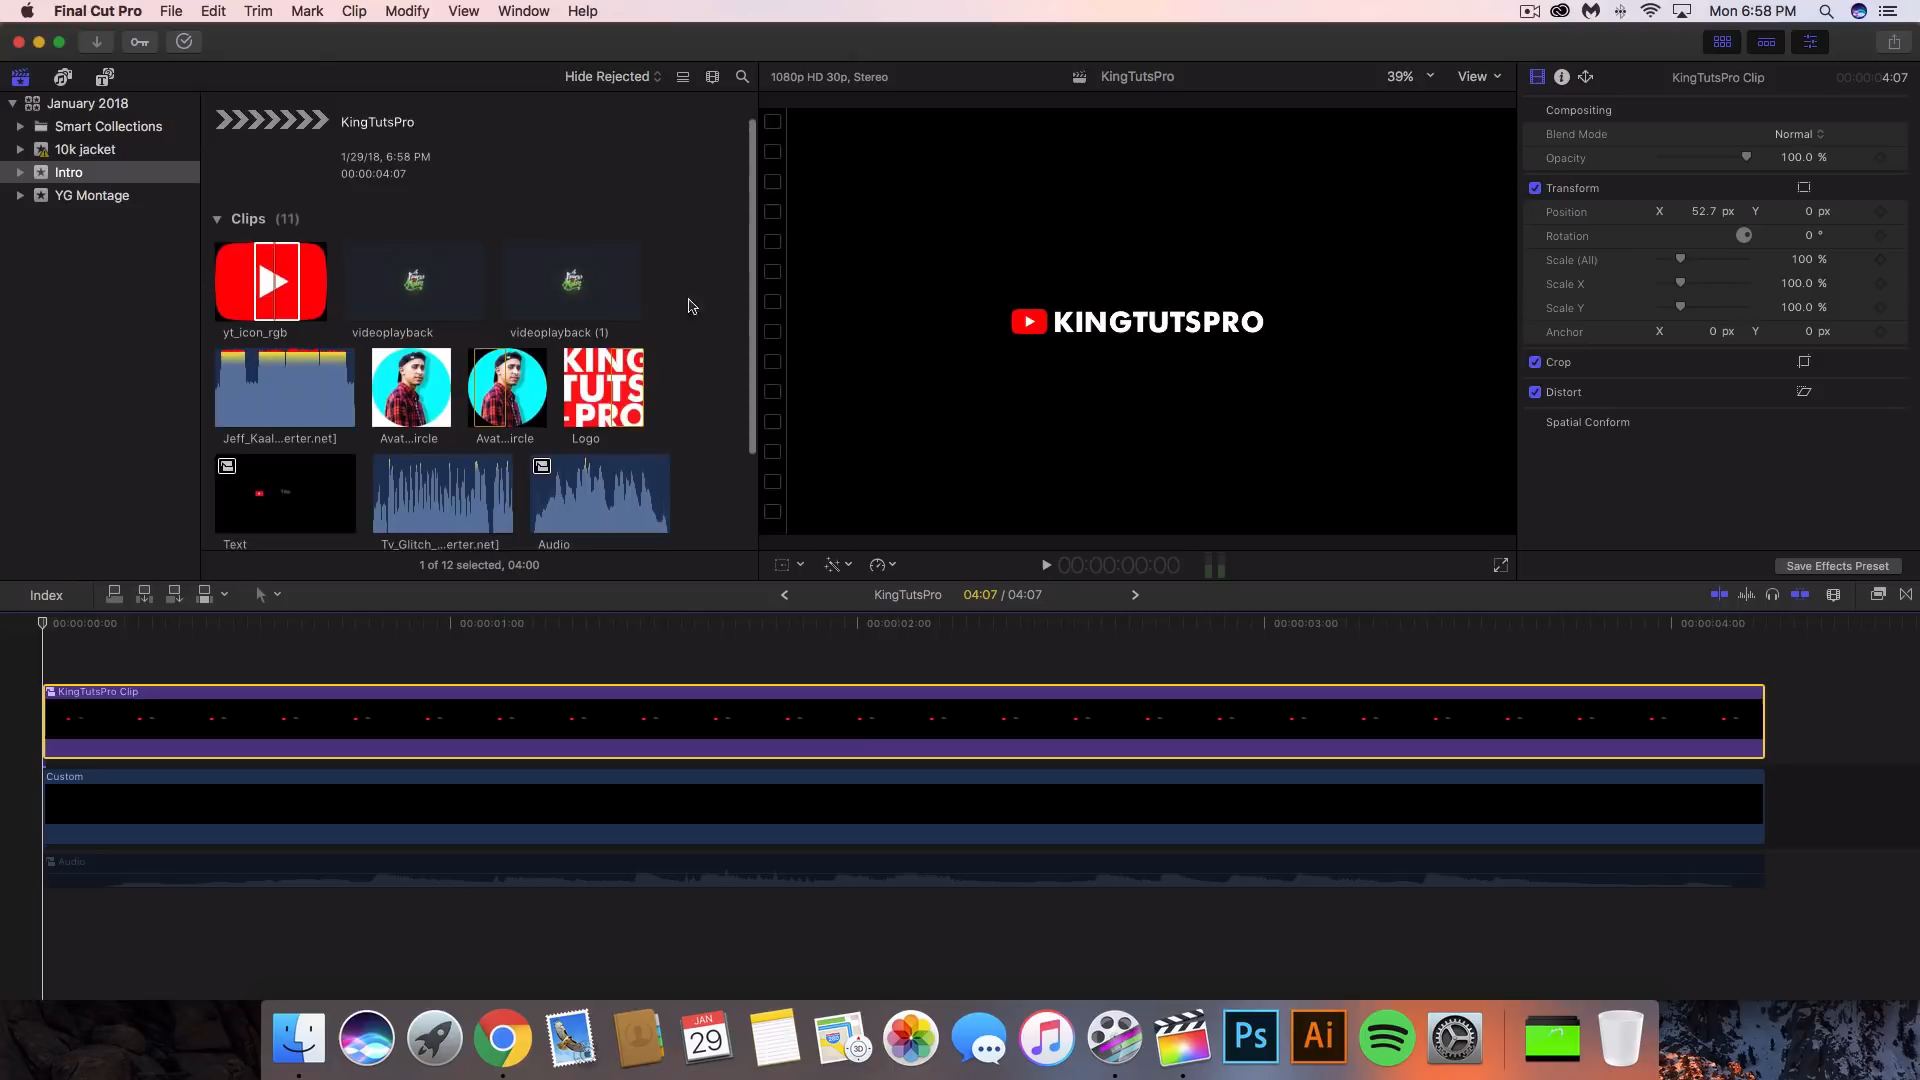 Final Cut Pro File Edit Trim Mark Clip Modify View Window Help Mon 6:58 PM
Hide Rejected 1080p HD 30p, Stereo KingTutsPro 39% View KingTutsPro Clip 00:00:04:07
January 2018
Smart Collections
10k jacket
Intro
YG Montage
KingTutsPro
1/29/18, 6:58 PM
00:00:04:07
Clips (11)
yt_icon_rgb videoplayback videoplayback (1)
KING
TUTS
-PRO
Jeff_Kaal...erter.net] Avat...ircle Avat...ircle Logo
Text Tv_Glitch_...erter.net] Audio
1 of 12 selected, 04:00
KINGTUTSPRO
00:00:00:00
Compositing
Blend Mode Normal
Opacity 100.0 %
Transform
Position X 52.7 px Y 0 px
Rotation 0 °
Scale (All) 100 %
Scale X 100.0 %
Scale Y 100.0 %
Anchor X 0 px Y 0 px
Crop
Distort
Spatial Conform
Save Effects Preset
Index KingTutsPro 04:07 / 04:07
00:00:00:00 00:00:01:00 00:00:02:00 00:00:03:00 00:00:04:00
KingTutsPro Clip
Custom
Audio
JAN
29
280
3D
Ps
Ai